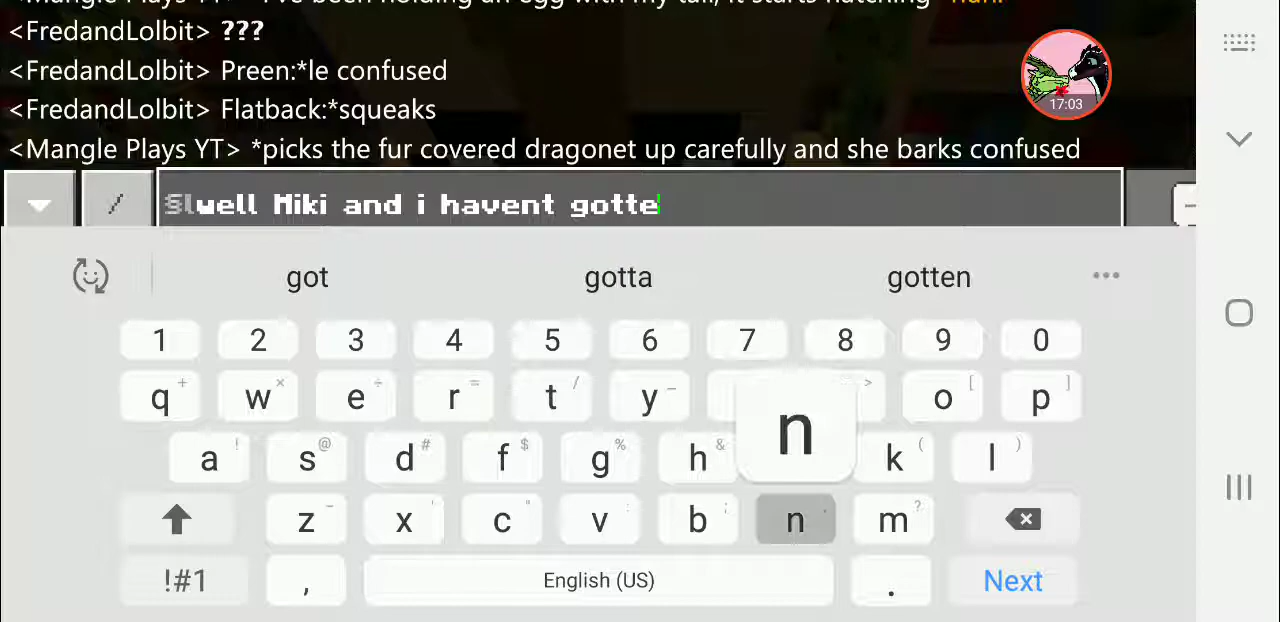 <FredandLolbit> ???
<FredandLolbit> Preen:*le confused
<FredandLolbit> Flatback:*squeaks
<Mangle Plays YT> *picks the fur covered dragonet up carefully and she barks confused
17:03
/ well Miki and i havent gotte
got gotta gotten •••
1 2 3 4 5 6 7 8 9 0
q + w × e ÷ r = t / y _ > o [ p ]
a ! s @ d # f $ g % h & n k ( l )
z - x ' c " v : b ; n , m ?
!#1 , English (US) . Next